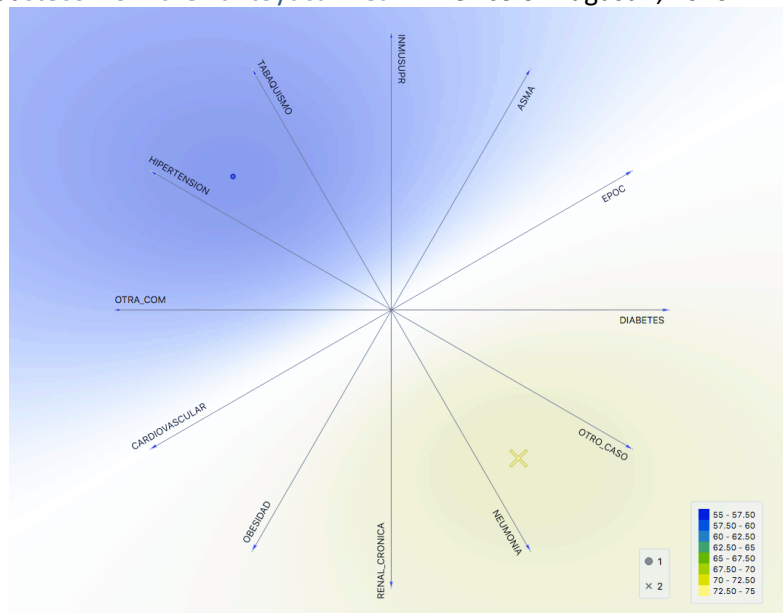 INMUSUPR
TABAQUISMO
ASMA
HIPERTENSION
EPOC
OTRA_COM
DIABETES
CARDIOVASCULAR
OTRO_CASO
OBESIDAD
NEUMONIA
RENAL_CRONICA
1
2
55 - 57.50
57.50 - 60
60 - 62.50
62.50 - 65
65 - 67.50
67.50 - 70
70 - 72.50
72.50 - 75